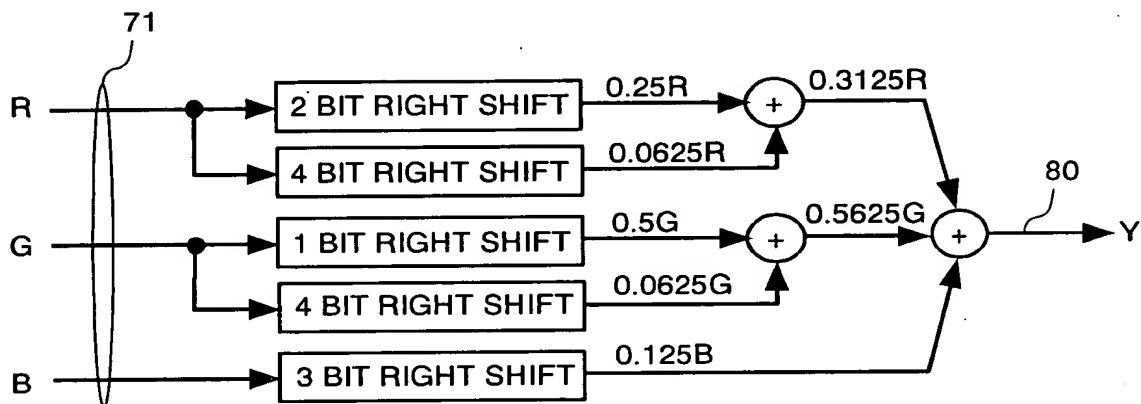 71
R
2 BIT RIGHT SHIFT
0.25R
+
0.3125R
4 BIT RIGHT SHIFT
0.0625R
80
G
1 BIT RIGHT SHIFT
0.5G
+
0.5625G
+
Y
4 BIT RIGHT SHIFT
0.0625G
B
3 BIT RIGHT SHIFT
0.125B